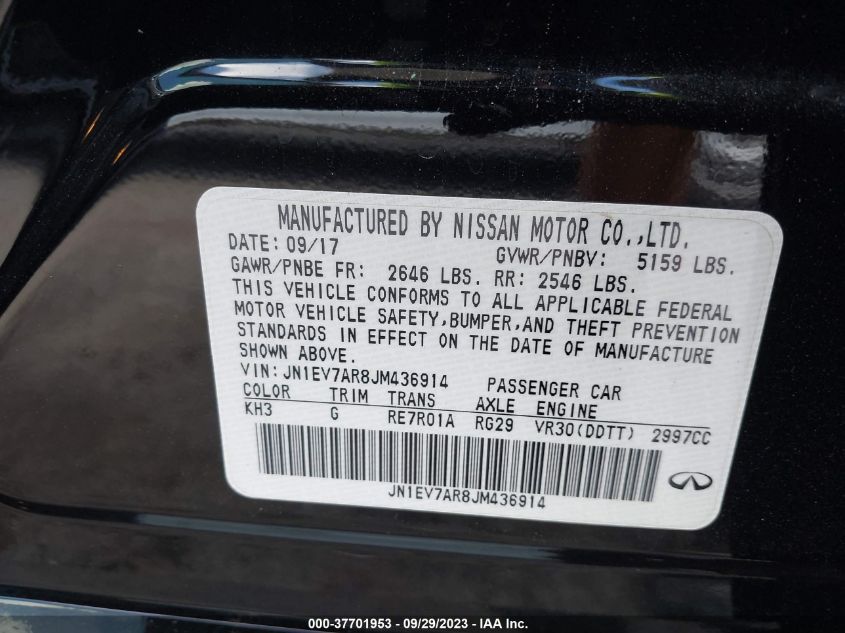 MANUFACTURED BY NISSAN MOTOR CO.,LTD.
DATE: 09/17 GVWR/PNBV: 5159 LBS.
GAWR/PNBE FR: 2646 LBS. RR: 2546 LBS.
THIS VEHICLE CONFORMS TO ALL APPLICABLE FEDERAL
MOTOR VEHICLE SAFETY,BUMPER,AND THEFT PREVENTION
STANDARDS IN EFFECT ON THE DATE OF MANUFACTURE
SHOWN ABOVE.
VIN: JN1EV7AR8JM436914 PASSENGER CAR
COLOR TRIM TRANS AXLE ENGINE
KH3 G RE7R01A RG29 VR30(DDTT) 2997CC
JN1EV7AR8JM436914
000-37701953 - 09/29/2023 - IAA Inc.